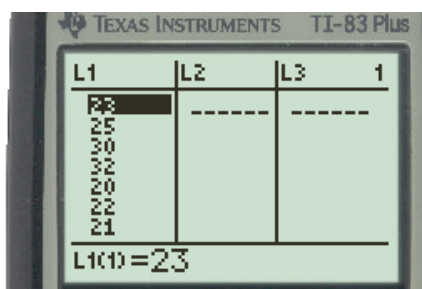 TEXAS INSTRUMENTS TI-83 Plus
L1 L2 L3 1
23 ------ ------
25
30
32
20
22
21
L1(1)=23